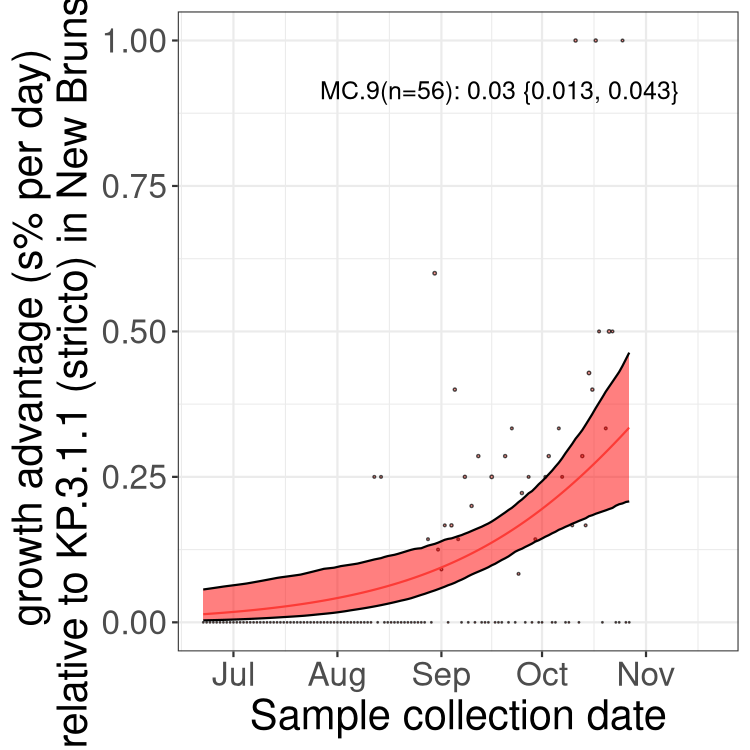 growth advantage (s% per day)
relative to KP.3.1.1 (stricto) in New Bruns
1.00
0.75
0.50
0.25
0.00
MC.9(n=56): 0.03 {0.013, 0.043}
Jul Aug Sep Oct Nov
Sample collection date